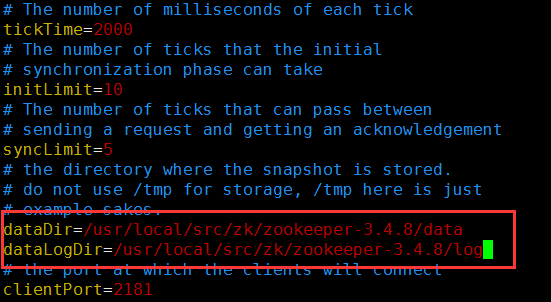 # The number of milliseconds of each tick
tickTime=2000
# The number of ticks that the initial
# synchronization phase can take
initLimit=10
# The number of ticks that can pass between
# sending a request and getting an acknowledgement
syncLimit=5
# the directory where the snapshot is stored.
# do not use /tmp for storage, /tmp here is just
# example sakes.
dataDir=/usr/local/src/zk/zookeeper-3.4.8/data
dataLogDir=/usr/local/src/zk/zookeeper-3.4.8/log
# the port at which the clients will connect
clientPort=2181